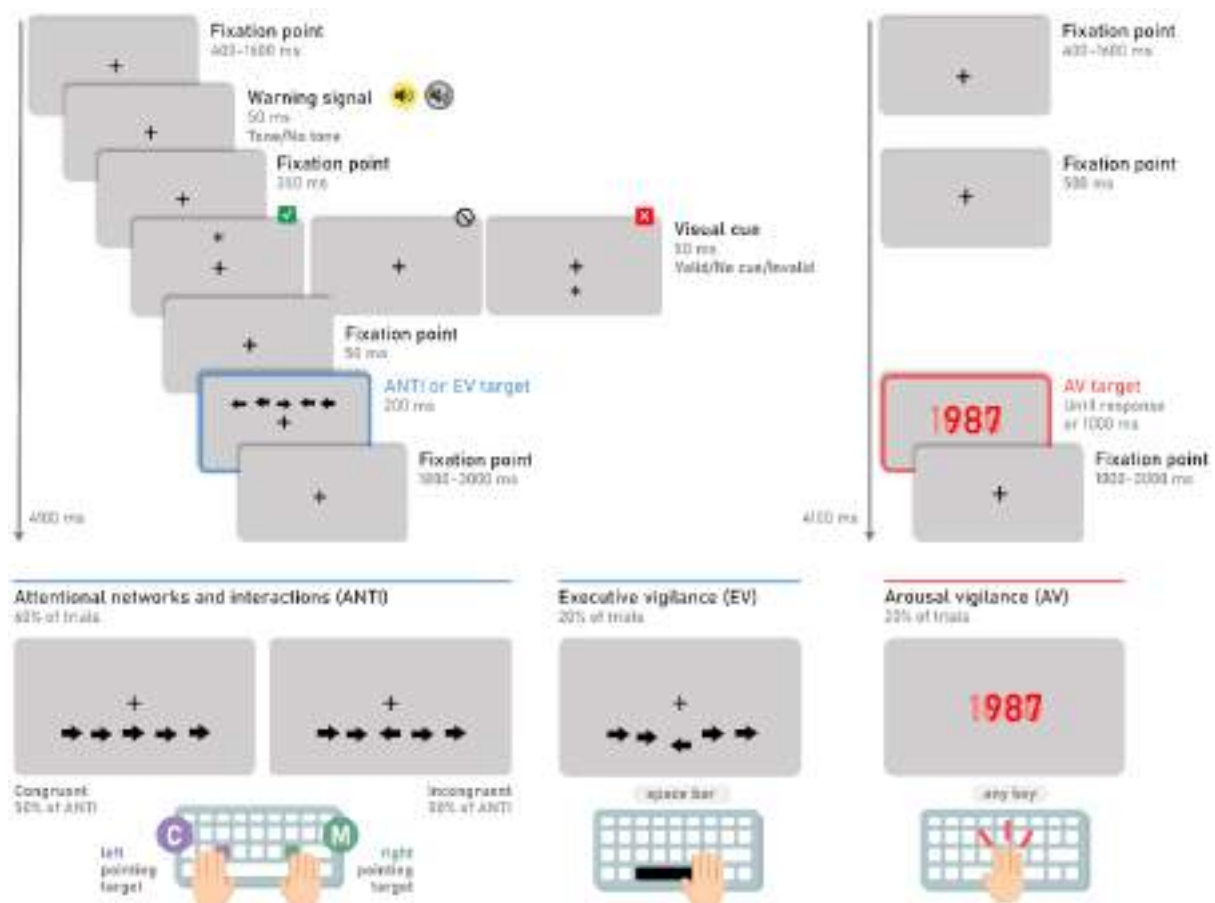 Fixation point
400-1600 ms
Warning signal
50 ms
Tone/No tone
Fixation point
350 ms
Visual cue
50 ms
Valid/No cue/Invalid
Fixation point
50 ms
ANTI or EV target
200 ms
Fixation point
1800-2000 ms
4100 ms
Fixation point
400-1600 ms
Fixation point
500 ms
AV target
Until response
or 1000 ms
1987
Fixation point
1000-2000 ms
4100 ms
Attentional networks and interactions (ANTI)
60% of trials
Congruent
50% of ANTI
Incongruent
50% of ANTI
C
M
left
pointing
target
right
pointing
target
Executive vigilance (EV)
20% of trials
space bar
Arousal vigilance (AV)
20% of trials
1987
any key